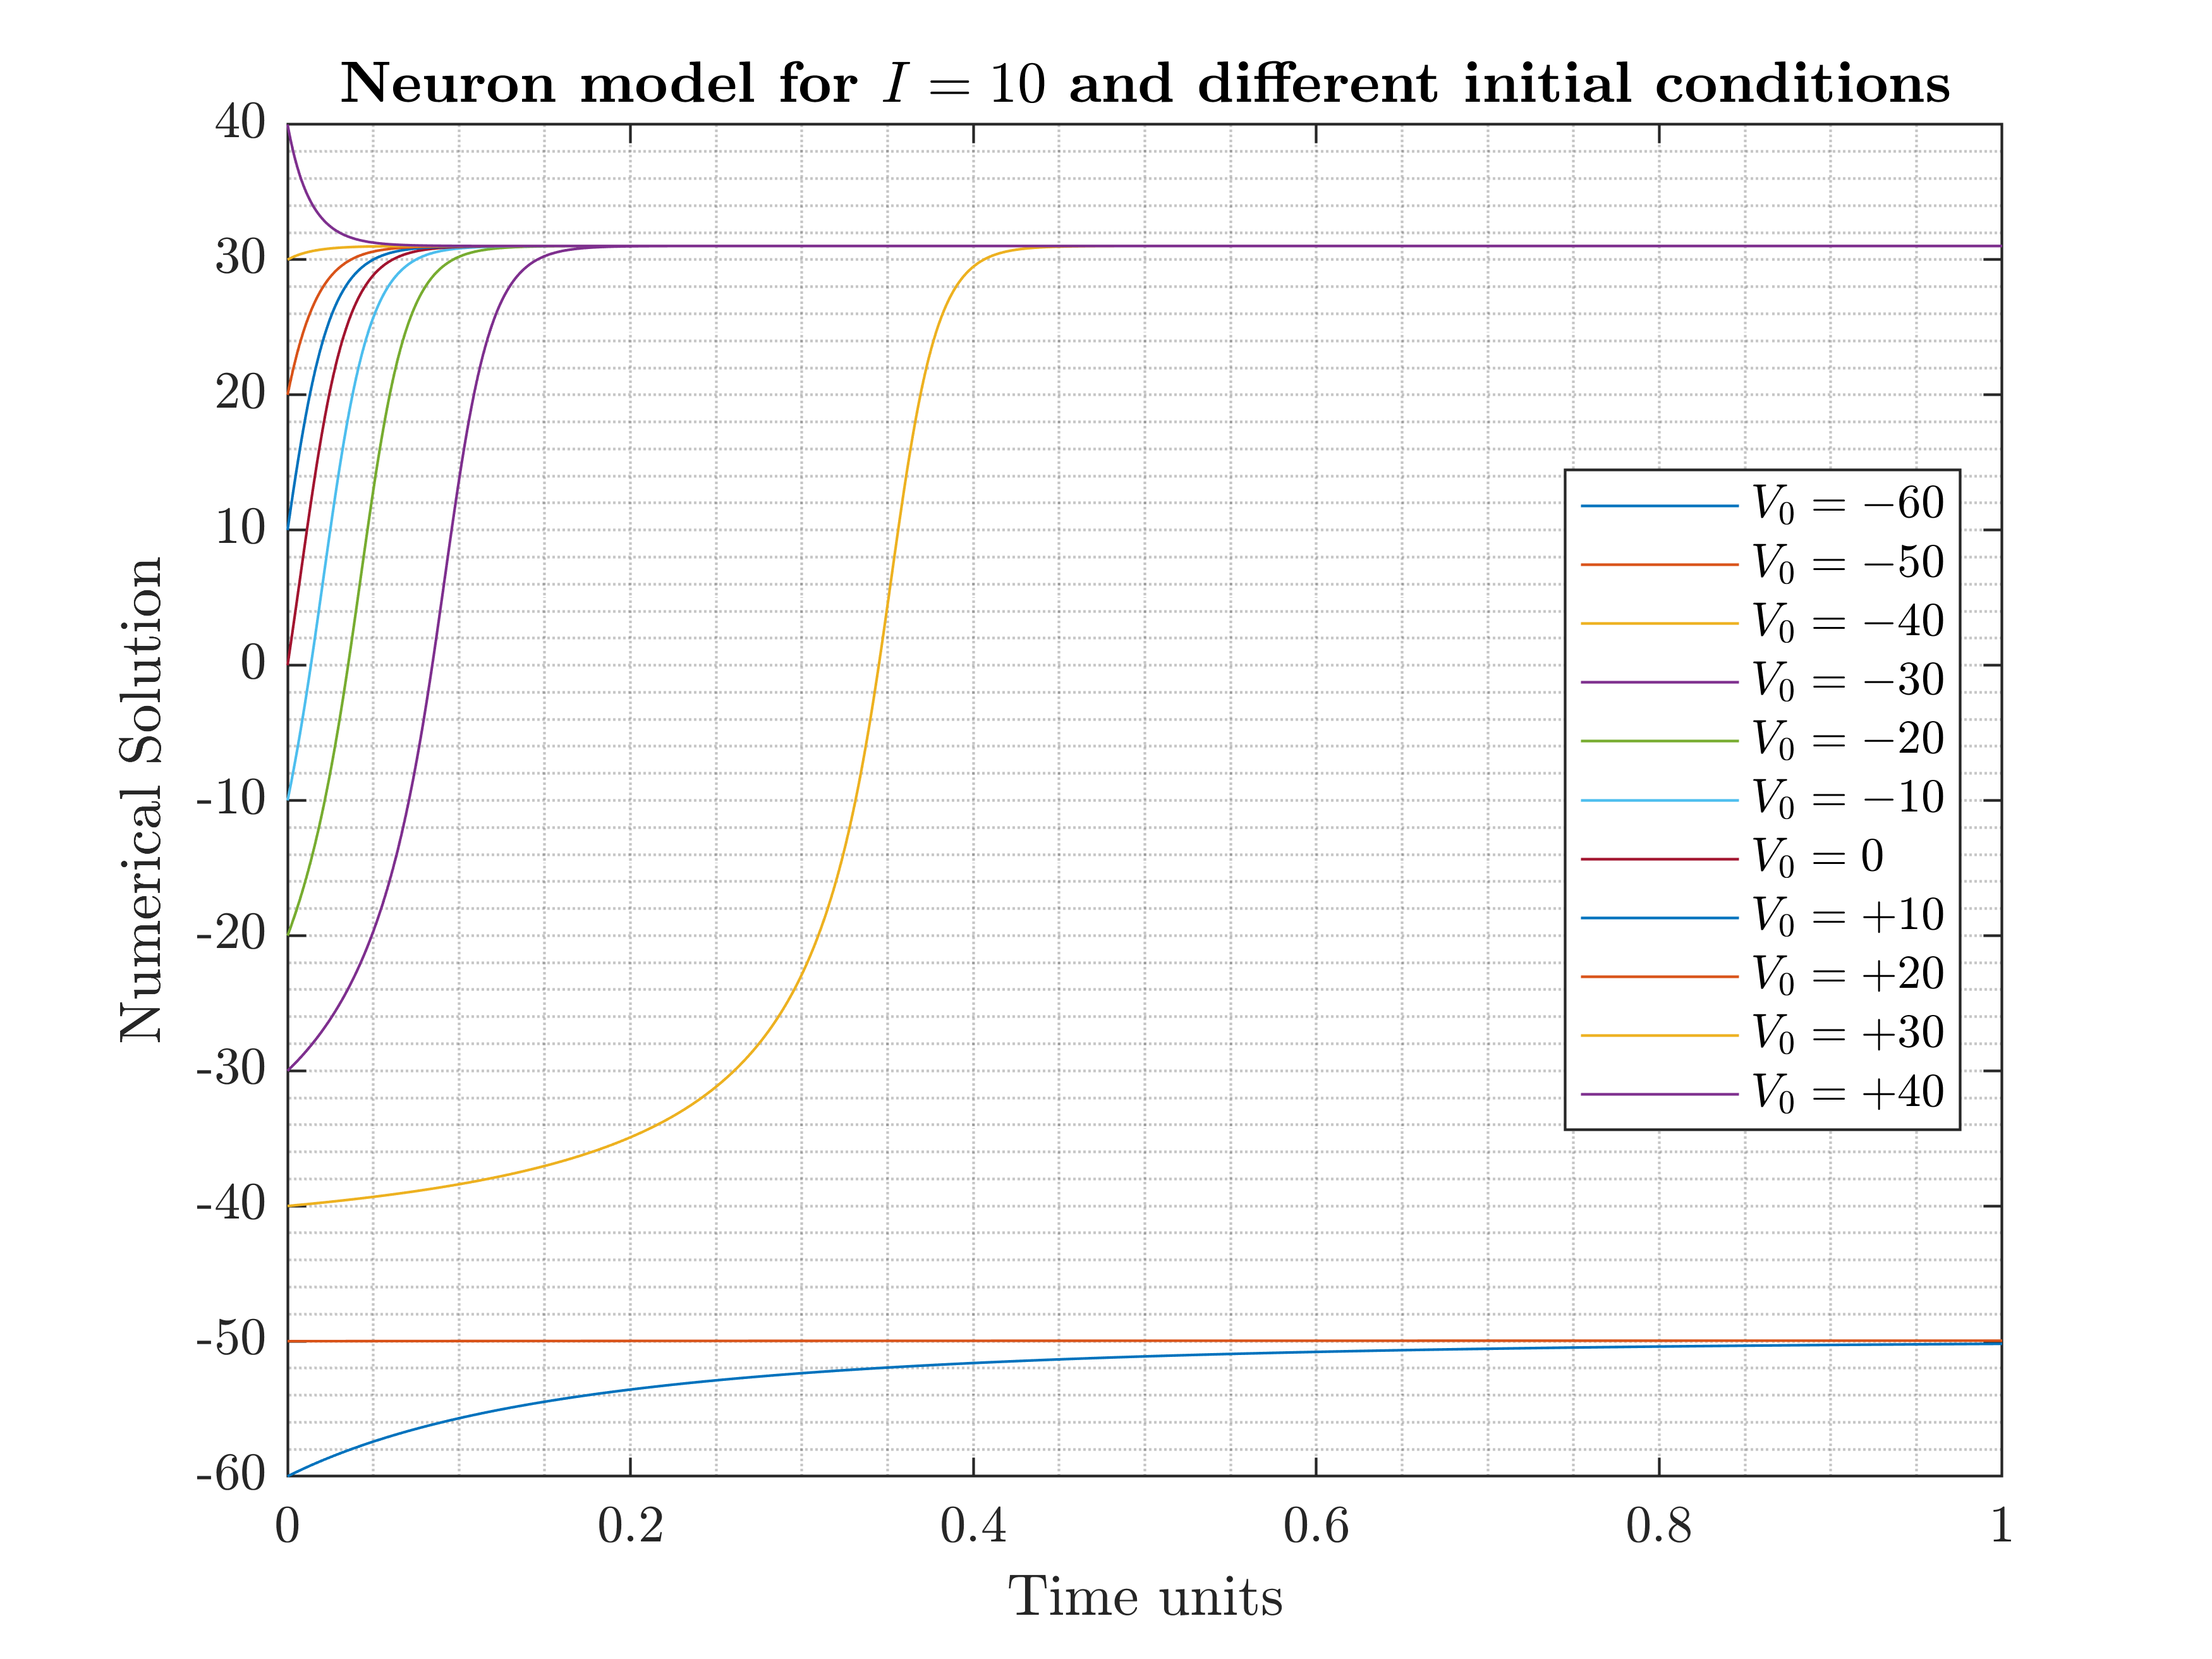 Neuron model for I = 10 and different initial conditions
40
30
20
10
0
-10
-20
-30
-40
-50
-60
Numerical Solution
V₀ = −60
V₀ = −50
V₀ = −40
V₀ = −30
V₀ = −20
V₀ = −10
V₀ = 0
V₀ = +10
V₀ = +20
V₀ = +30
V₀ = +40
0 0.2 0.4 0.6 0.8 1
Time units